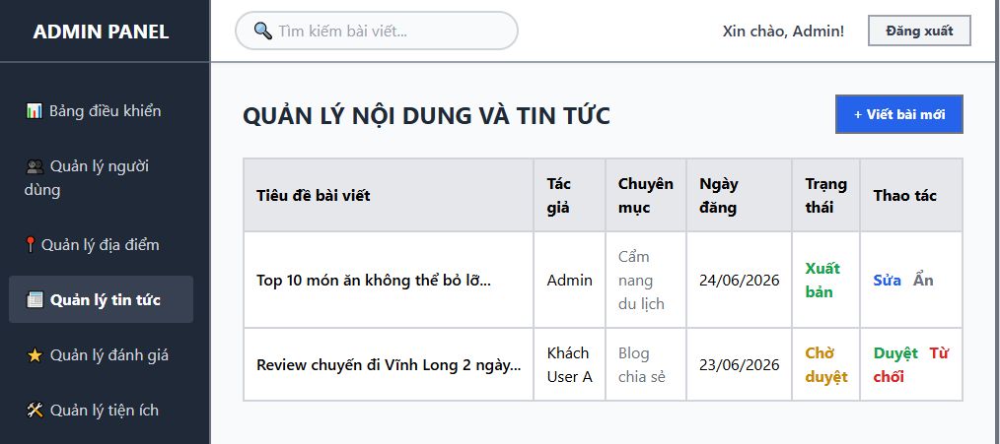 ADMIN PANEL
Tìm kiếm bài viết...
Xin chào, Admin!
Đăng xuất
Bảng điều khiển
Quản lý người
dùng
Quản lý địa điểm
Quản lý tin tức
Quản lý đánh giá
Quản lý tiện ích
QUẢN LÝ NỘI DUNG VÀ TIN TỨC
+ Viết bài mới
Tiêu đề bài viết
Tác
giả
Chuyên
mục
Ngày
đăng
Trạng
thái
Thao tác
Top 10 món ăn không thể bỏ lỡ...
Admin
Cẩm
nang
du lịch
24/06/2026
Xuất
bản
Sửa Ẩn
Review chuyến đi Vĩnh Long 2 ngày...
Khách
User A
Blog
chia sẻ
23/06/2026
Chờ
duyệt
Duyệt Từ
chối